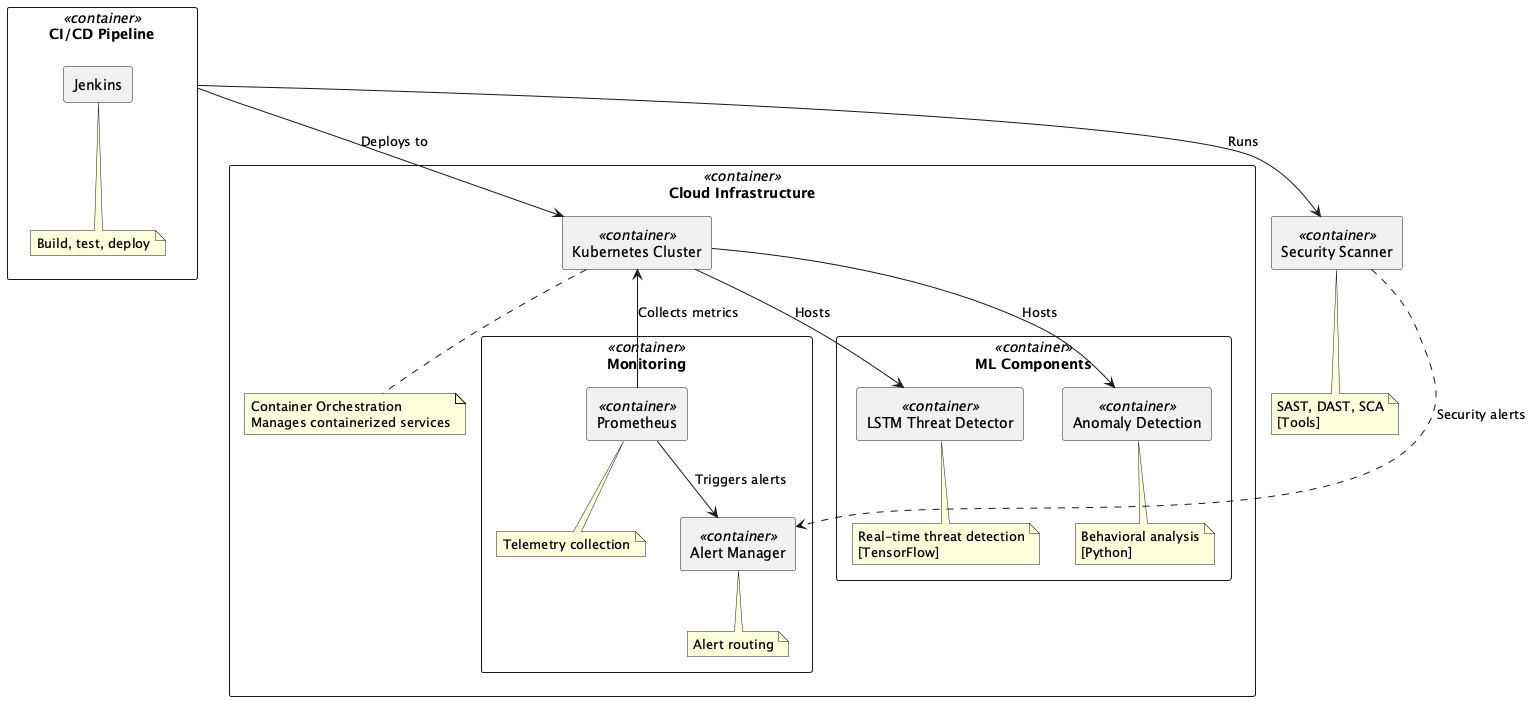 «container»
CI/CD Pipeline
Jenkins
Build, test, deploy
Deploys to
Runs
«container»
Cloud Infrastructure
«container»
Kubernetes Cluster
«container»
Security Scanner
Collects metrics
Hosts
Hosts
Container Orchestration
Manages containerized services
«container»
Monitoring
«container»
Prometheus
Triggers alerts
Telemetry collection
«container»
Alert Manager
Alert routing
«container»
ML Components
«container»
LSTM Threat Detector
«container»
Anomaly Detection
Real-time threat detection
[TensorFlow]
Behavioral analysis
[Python]
SAST, DAST, SCA
[Tools]
Security alerts